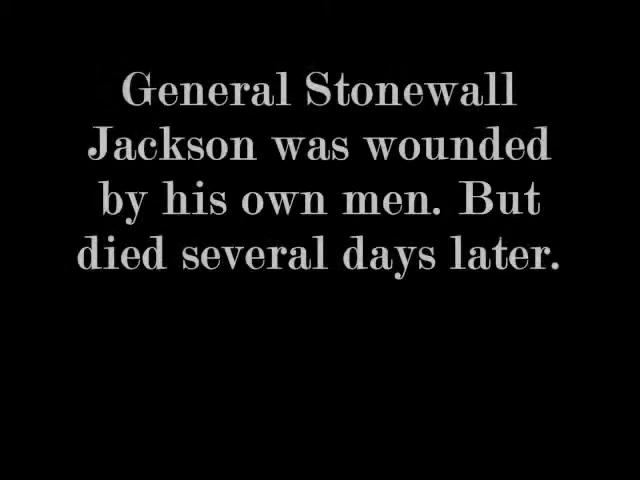 General Stonewall
Jackson was wounded
by his own men. But
died several days later.